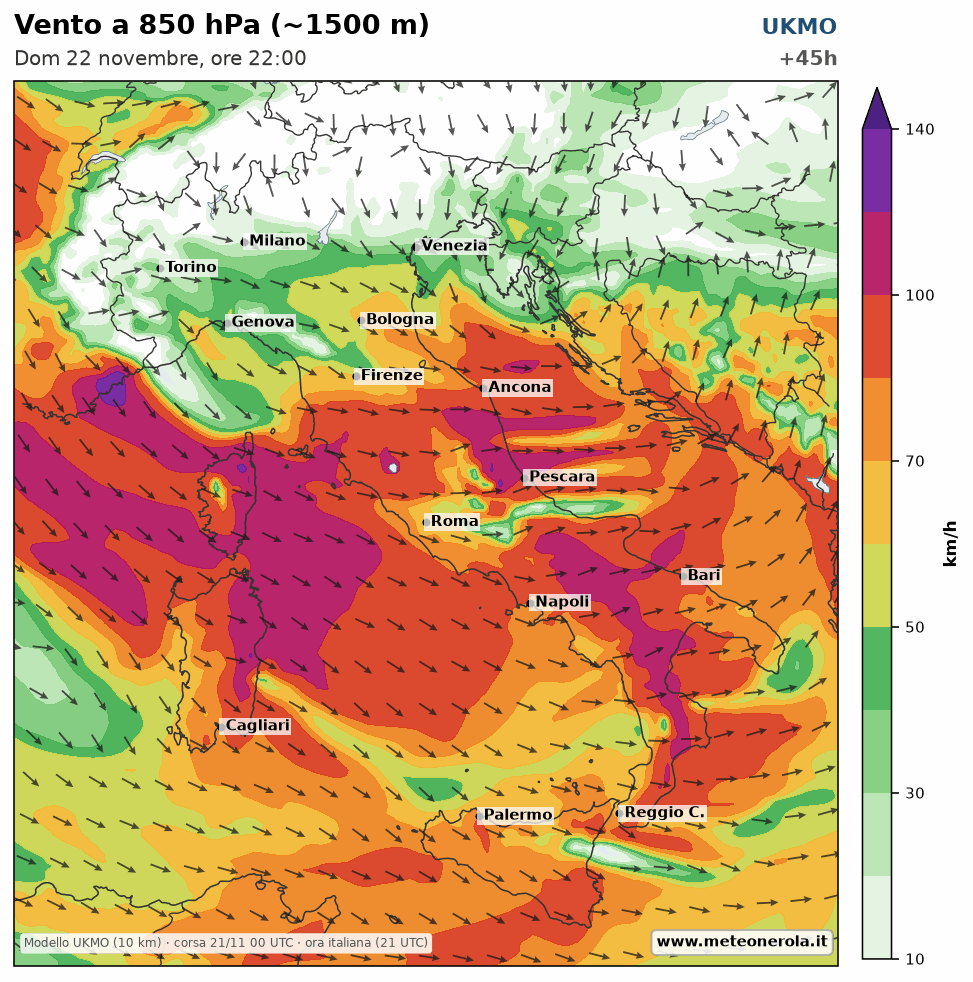 Vento a 850 hPa (~1500 m)
UKMO
Dom 22 novembre, ore 22:00
+45h
140
100
70
50
30
10
km/h
Milano
Venezia
Torino
Genova
Bologna
Firenze
Ancona
Pescara
Roma
Bari
Napoli
Cagliari
Palermo
Reggio C.
Modello UKMO (10 km) · corsa 21/11 00 UTC · ora italiana (21 UTC)
www.meteonerola.it